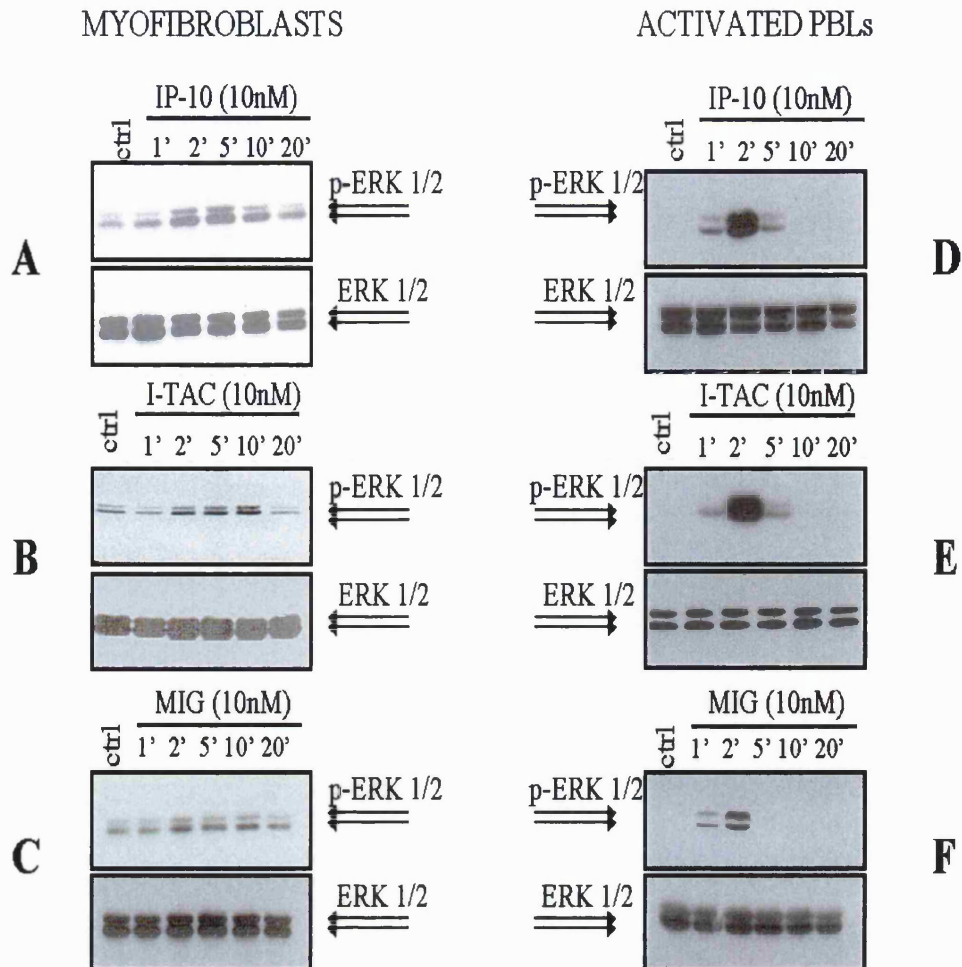 MYOFIBROBLASTS
ACTIVATED PBLs
A
IP-10 (10nM)
ctrl 1' 2' 5' 10' 20'
p-ERK 1/2
ERK 1/2
B
I-TAC (10nM)
ctrl 1' 2' 5' 10' 20'
p-ERK 1/2
ERK 1/2
C
MIG (10nM)
ctrl 1' 2' 5' 10' 20'
p-ERK 1/2
ERK 1/2
D
IP-10 (10nM)
ctrl 1' 2' 5' 10' 20'
p-ERK 1/2
ERK 1/2
E
I-TAC (10nM)
ctrl 1' 2' 5' 10' 20'
p-ERK 1/2
ERK 1/2
F
MIG (10nM)
ctrl 1' 2' 5' 10' 20'
p-ERK 1/2
ERK 1/2